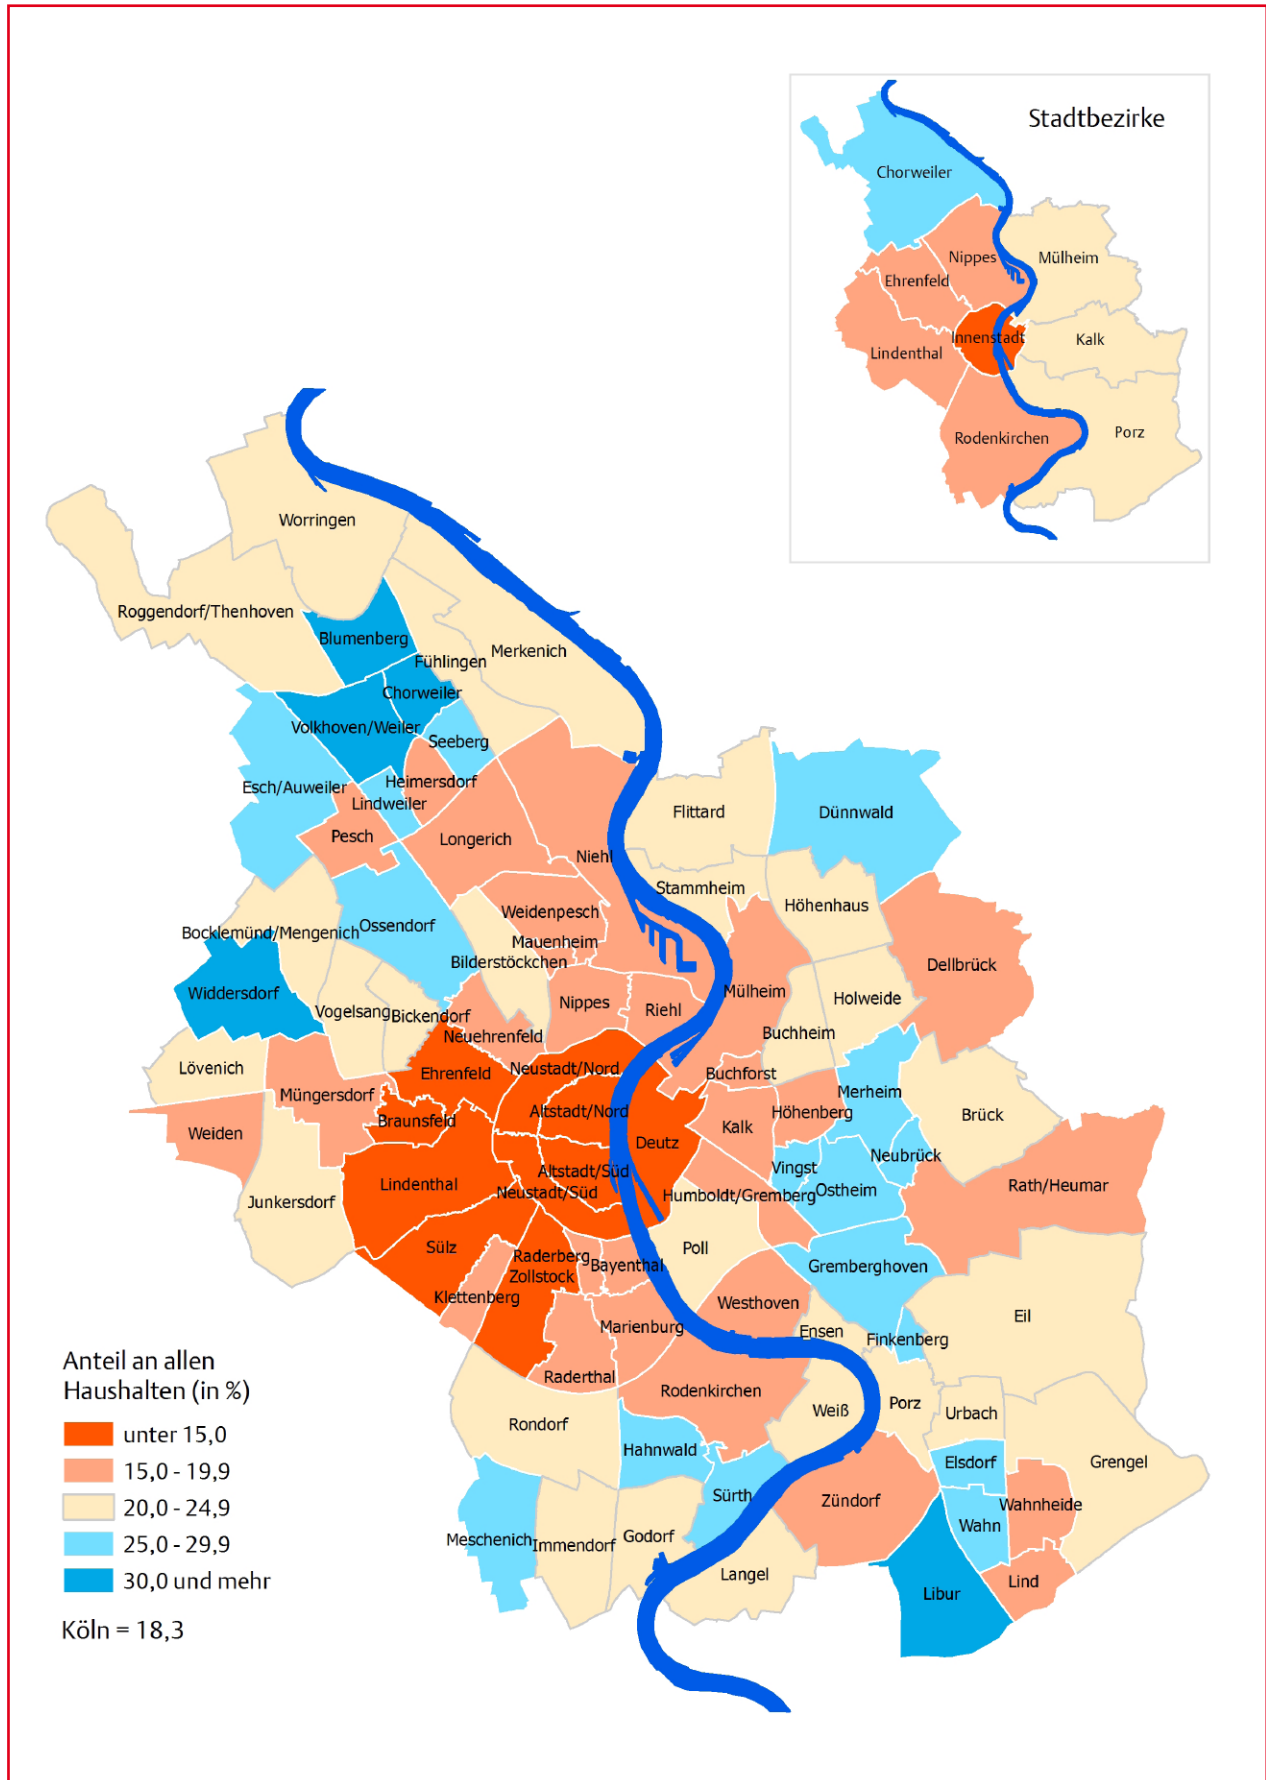 Stadtbezirke
Chorweiler
Nippes
Mülheim
Ehrenfeld
Innenstadt
Kalk
Lindenthal
Rodenkirchen
Porz
Worringen
Roggendorf/Thenhoven
Blumenberg
Fühlingen
Merkenich
Chorweiler
Volkhoven/Weiler
Seeberg
Heimersdorf
Esch/Auweiler
Lindweiler
Pesch
Longerich
Niehl
Flittard
Dünnwald
Stammheim
Höhenhaus
Weidenpesch
Ossendorf
Bocklemünd/Mengenich
Mauenheim
Bilderstöckchen
Dellbrück
Widdersdorf
Mülheim
Holweide
Nippes
Riehl
Vogelsang
Bickendorf
Neuehrenfeld
Buchheim
Lövenich
Ehrenfeld
Neustadt/Nord
Buchforst
Merheim
Müngersdorf
Altstadt/Nord
Höhenberg
Brück
Braunsfeld
Kalk
Weiden
Deutz
Neubrück
Vingst
Altstadt/Süd
Lindenthal
Neustadt/Süd
Humboldt/Gremberg
Ostheim
Rath/Heumar
Junkersdorf
Sülz
Raderberg
Bayenthal
Poll
Zollstock
Gremberghoven
Klettenberg
Westhoven
Marienburg
Ensen
Finkenberg
Eil
Raderthal
Rodenkirchen
Weiß
Porz
Urbach
Rondorf
Hahnwald
Elsdorf
Grengel
Sürth
Zündorf
Wahnheide
Meschenich
Immendorf
Godorf
Wahn
Langel
Libur
Lind
Anteil an allen
Haushalten (in %)
unter 15,0
15,0 - 19,9
20,0 - 24,9
25,0 - 29,9
30,0 und mehr
Köln = 18,3